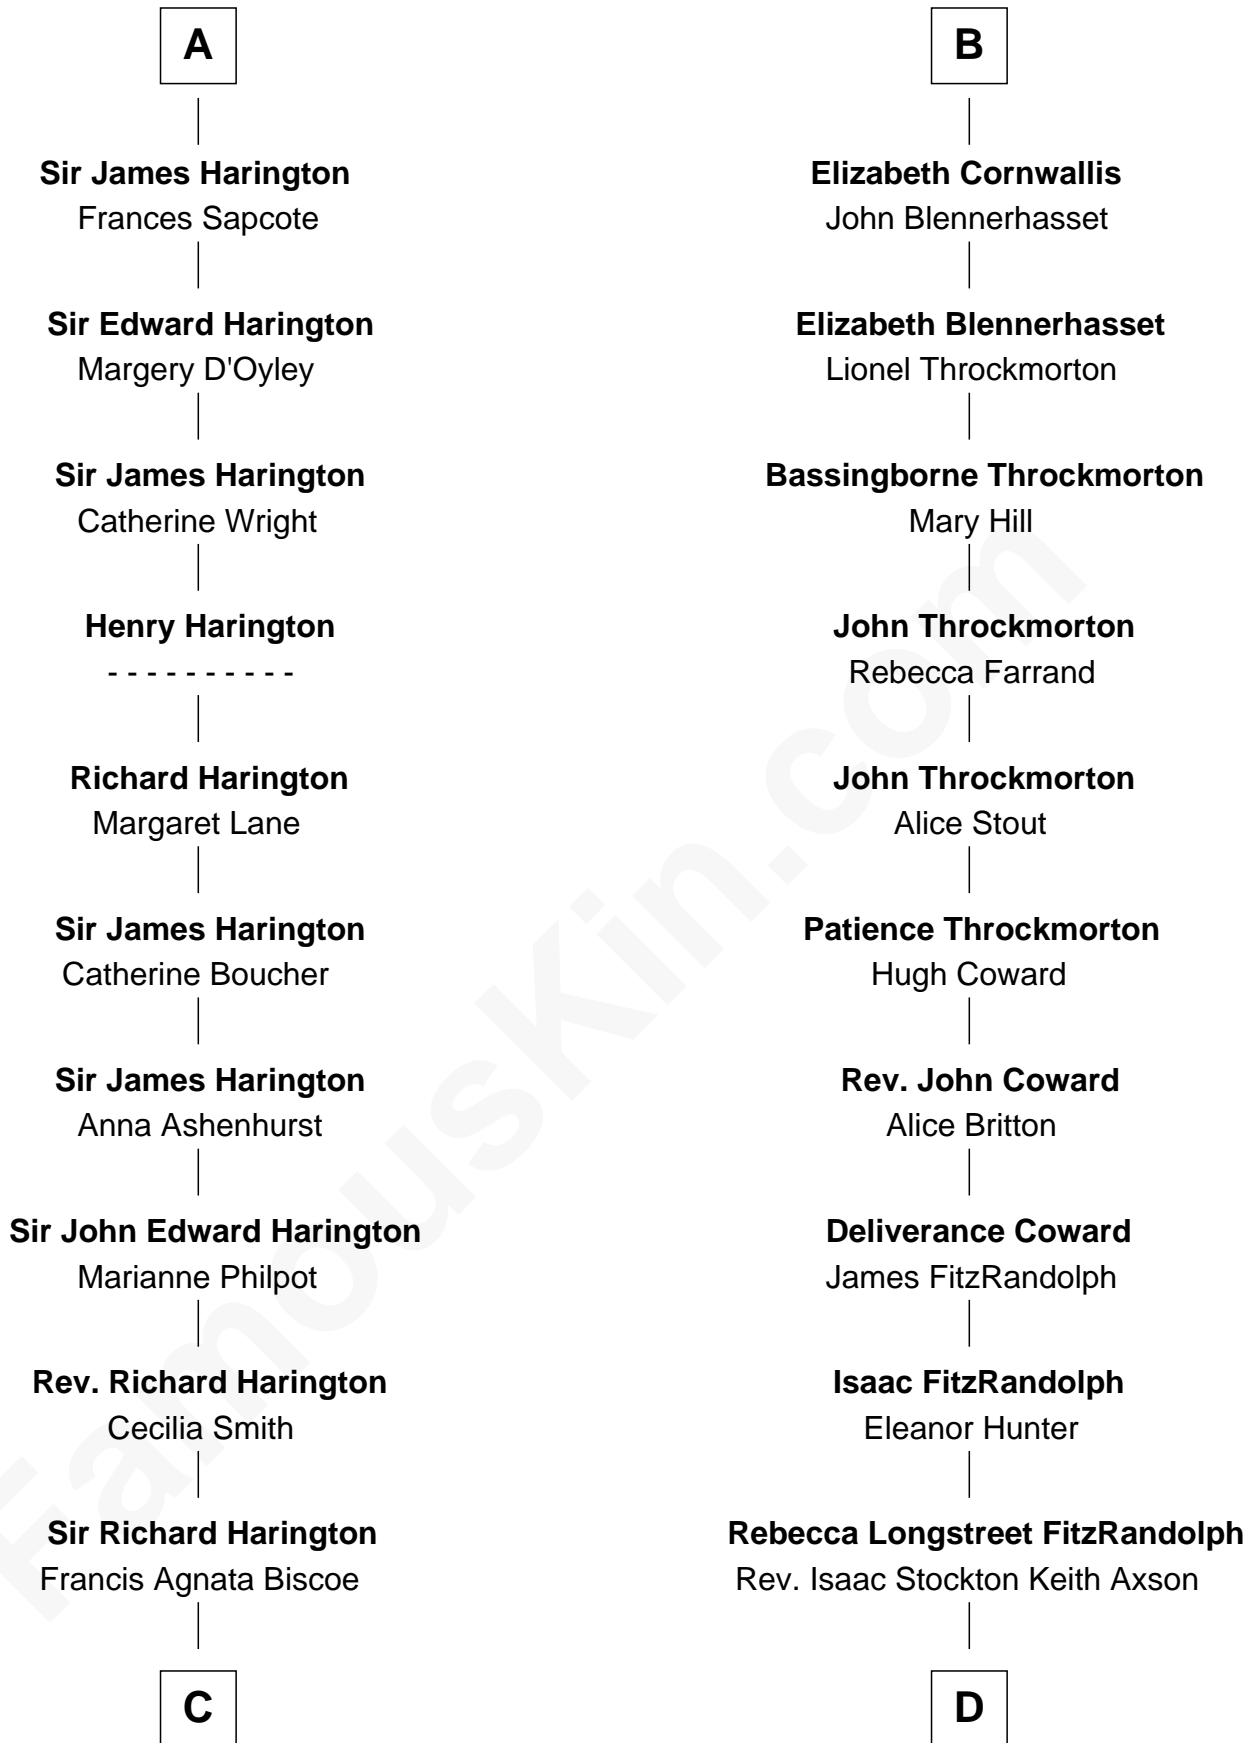 A
Sir James Harington
Frances Sapcote
Sir Edward Harington
Margery D'Oyley
Sir James Harington
Catherine Wright
Henry Harington
- - - - - - - - - -
Richard Harington
Margaret Lane
Sir James Harington
Catherine Boucher
Sir James Harington
Anna Ashenhurst
Sir John Edward Harington
Marianne Philpot
Rev. Richard Harington
Cecilia Smith
Sir Richard Harington
Francis Agnata Biscoe
C
B
Elizabeth Cornwallis
John Blennerhasset
Elizabeth Blennerhasset
Lionel Throckmorton
Bassingborne Throckmorton
Mary Hill
John Throckmorton
Rebecca Farrand
John Throckmorton
Alice Stout
Patience Throckmorton
Hugh Coward
Rev. John Coward
Alice Britton
Deliverance Coward
James FitzRandolph
Isaac FitzRandolph
Eleanor Hunter
Rebecca Longstreet FitzRandolph
Rev. Isaac Stockton Keith Axson
D
FamousKin.com